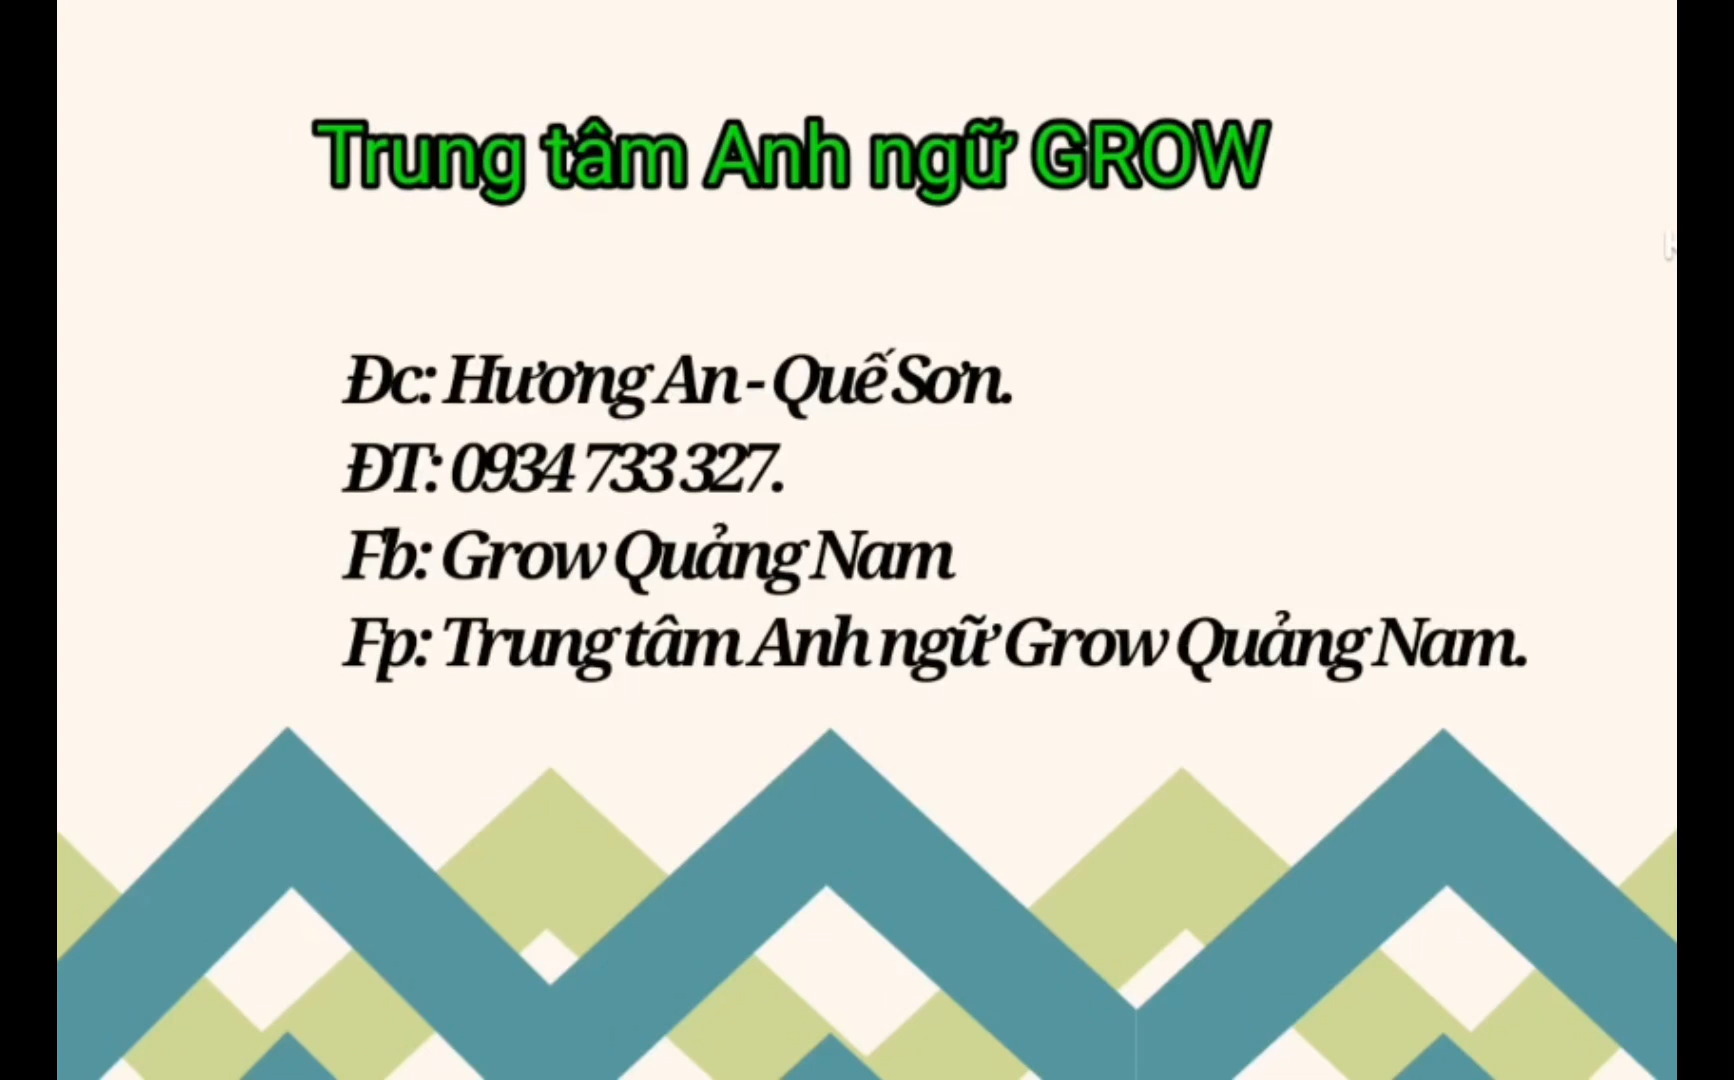 Trung tâm Anh ngữ GROW
Đc: Hương An - Quế Sơn.
ĐT: 0934 733 327.
Fb: Grow Quảng Nam
Fp: Trung tâm Anh ngữ Grow Quảng Nam.